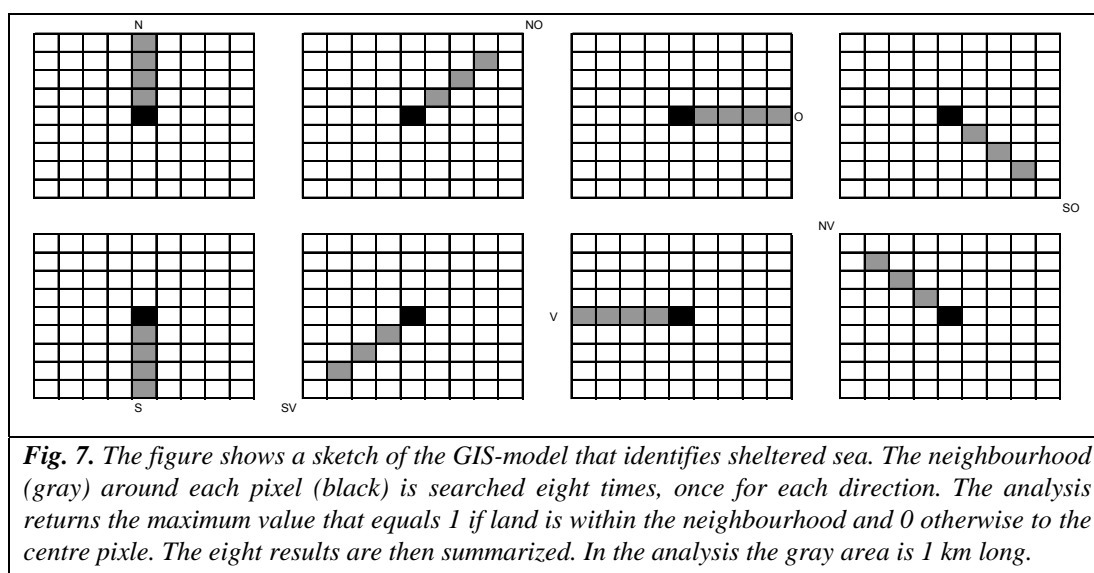 N
NO
O
SO
S
SV
V
NV
Fig. 7. The figure shows a sketch of the GIS-model that identifies sheltered sea. The neighbourhood
(gray) around each pixel (black) is searched eight times, once for each direction. The analysis
returns the maximum value that equals 1 if land is within the neighbourhood and 0 otherwise to the
centre pixle. The eight results are then summarized. In the analysis the gray area is 1 km long.